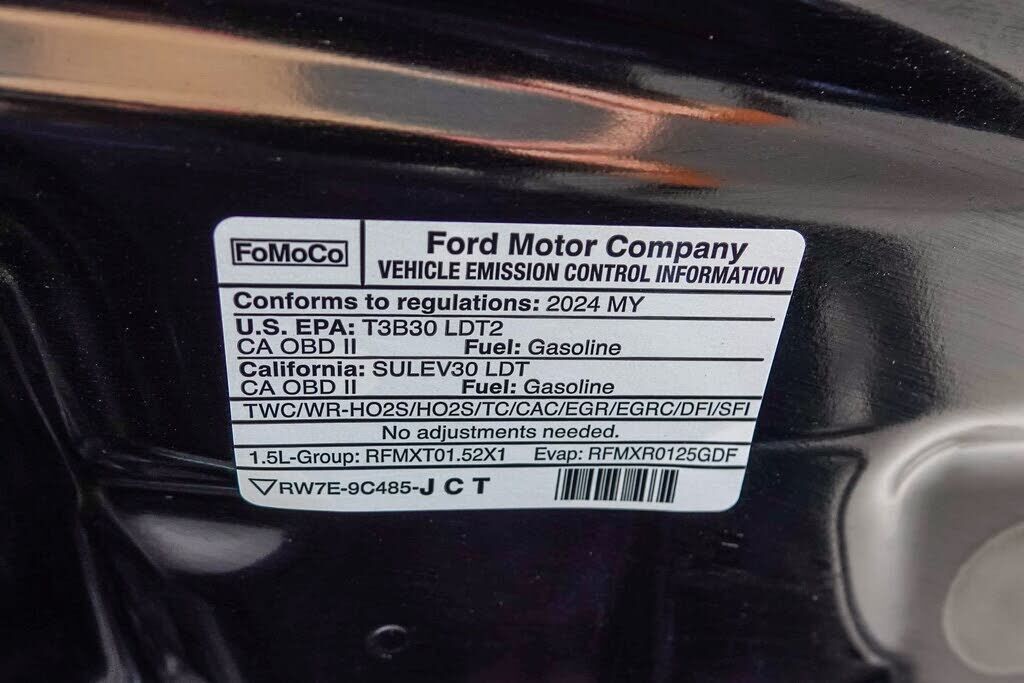 FoMoCo
Ford Motor Company
VEHICLE EMISSION CONTROL INFORMATION
Conforms to regulations: 2024 MY
U.S. EPA: T3B30 LDT2
CA OBD II Fuel: Gasoline
California: SULEV30 LDT
CA OBD II Fuel: Gasoline
TWC/WR-HO2S/HO2S/TC/CAC/EGR/EGRC/DFI/SFI
No adjustments needed.
1.5L-Group: RFMXT01.52X1 Evap: RFMXR0125GDF
RW7E-9C485-J C T